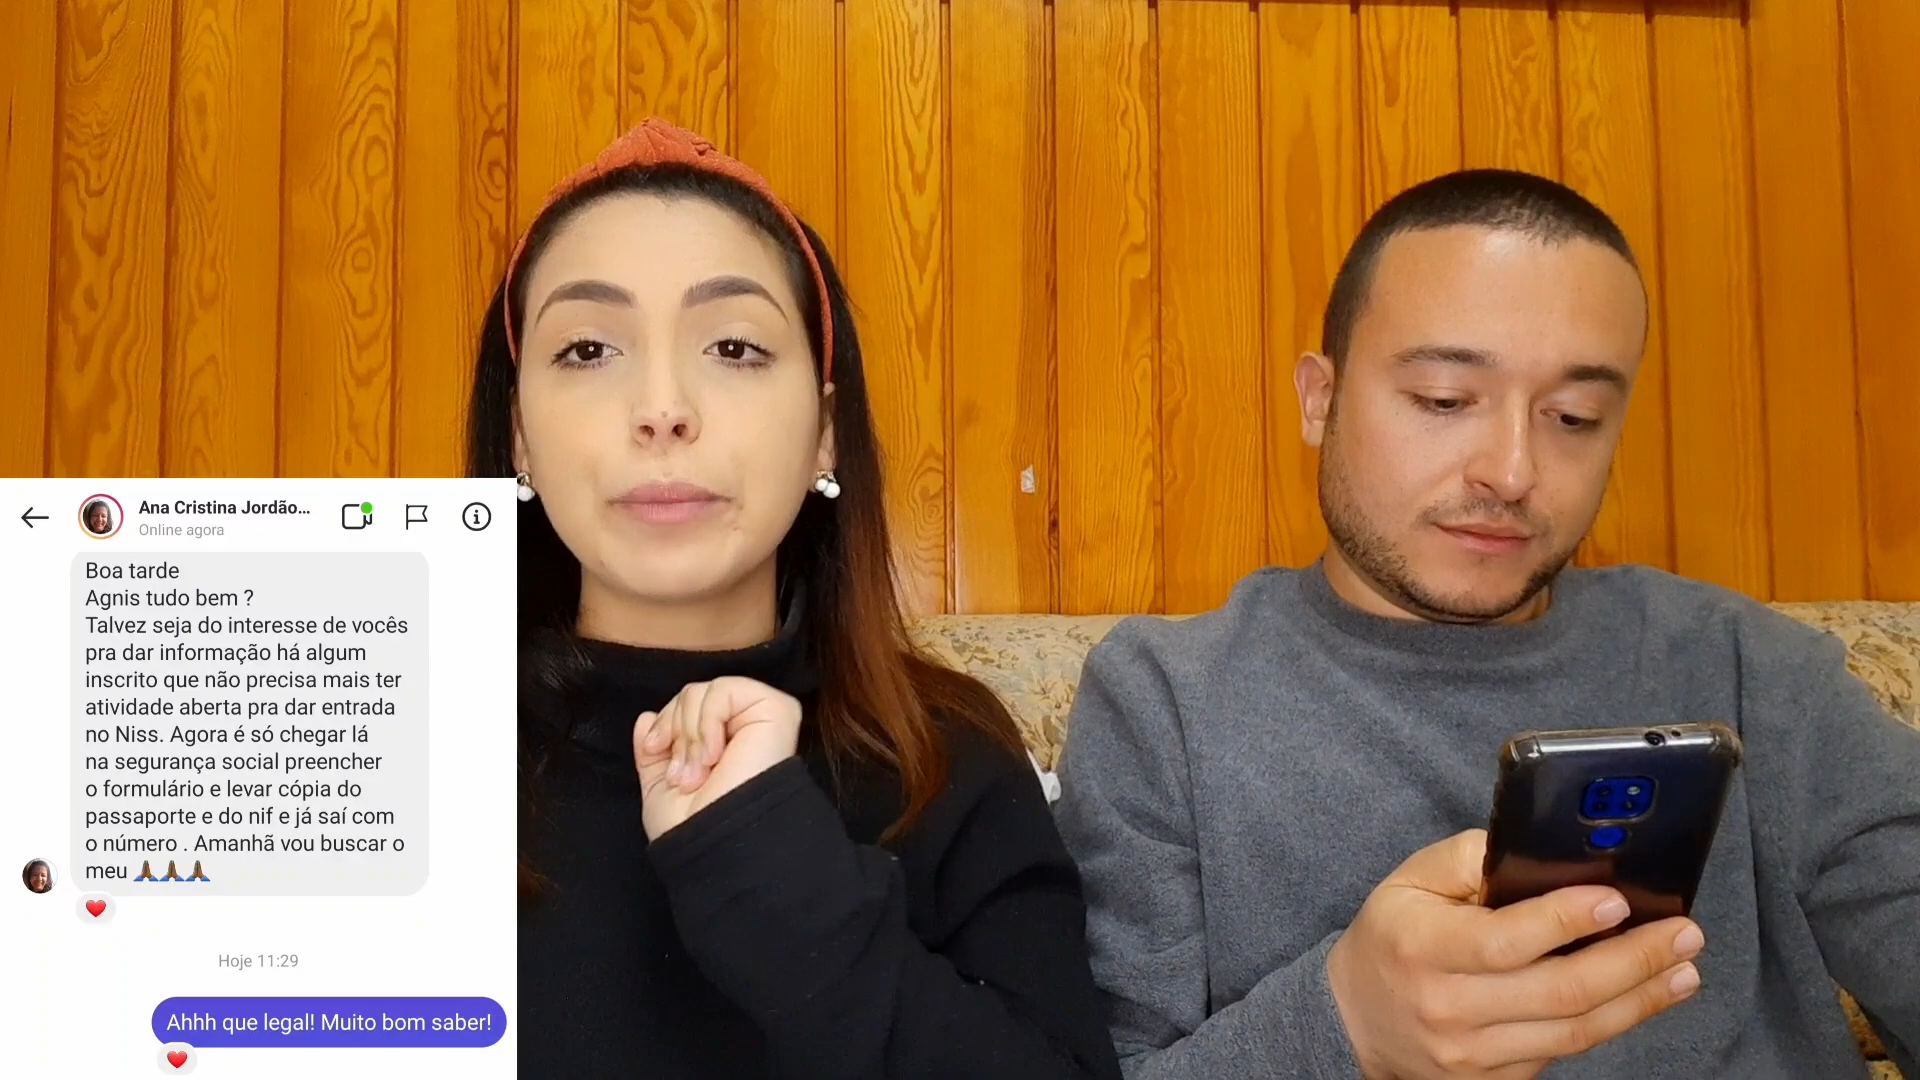 Ana Cristina Jordão...
Online agora
Boa tarde
Agnis tudo bem ?
Talvez seja do interesse de vocês
pra dar informação há algum
inscrito que não precisa mais ter
atividade aberta pra dar entrada
no Niss. Agora é só chegar lá
na segurança social preencher
o formulário e levar cópia do
passaporte e do nif e já saí com
o número . Amanhã vou buscar o
meu 🙏🏾🙏🏾🙏🏾
Hoje 11:29
Ahhh que legal! Muito bom saber!